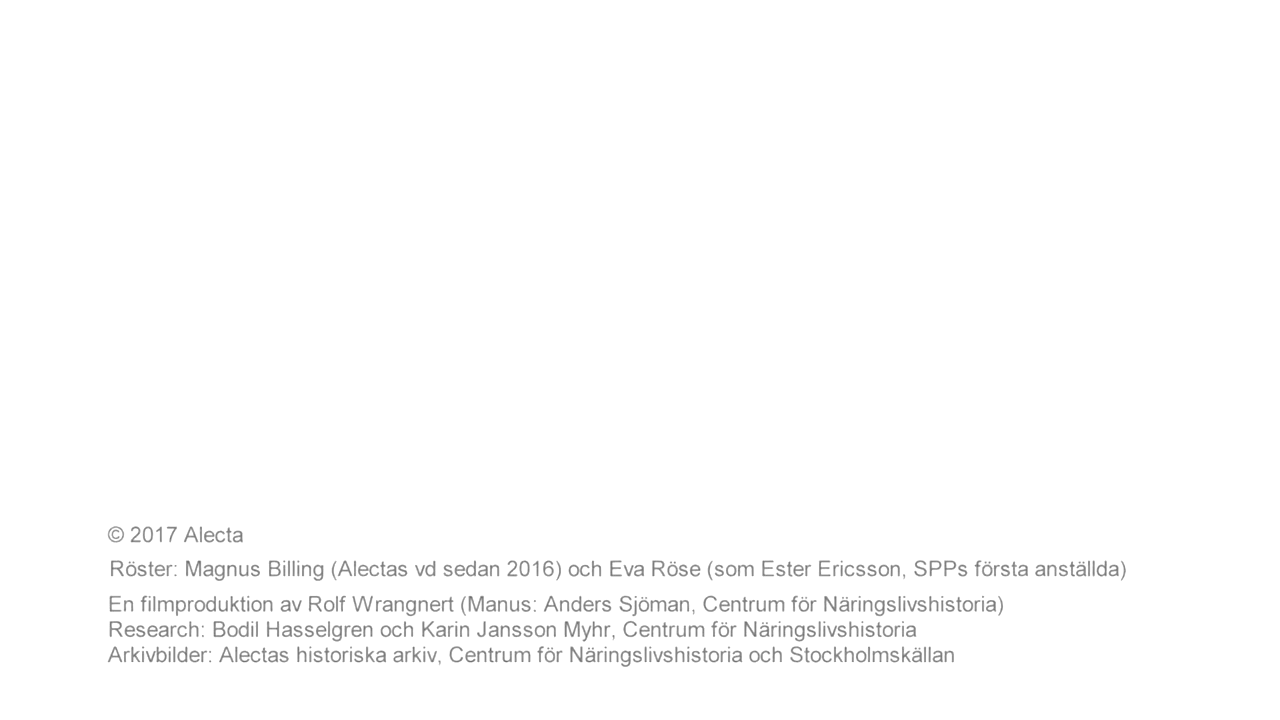 © 2017 Alecta
Röster: Magnus Billing (Alectas vd sedan 2016) och Eva Röse (som Ester Ericsson, SPPs första anställda)
En filmproduktion av Rolf Wrangnert (Manus: Anders Sjöman, Centrum för Näringslivshistoria)
Research: Bodil Hasselgren och Karin Jansson Myhr, Centrum för Näringslivshistoria
Arkivbilder: Alectas historiska arkiv, Centrum för Näringslivshistoria och Stockholmskällan